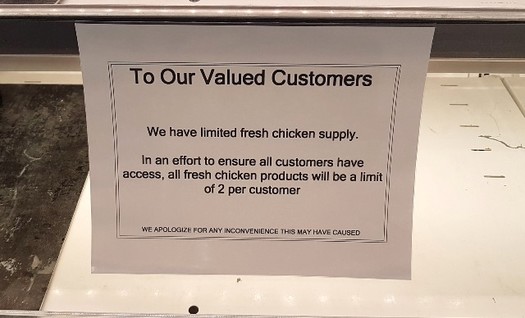 To Our Valued Customers
We have limited fresh chicken supply.
In an effort to ensure all customers have
access, all fresh chicken products will be a limit
of 2 per customer
WE APOLOGIZE FOR ANY INCONVENIENCE THIS MAY HAVE CAUSED